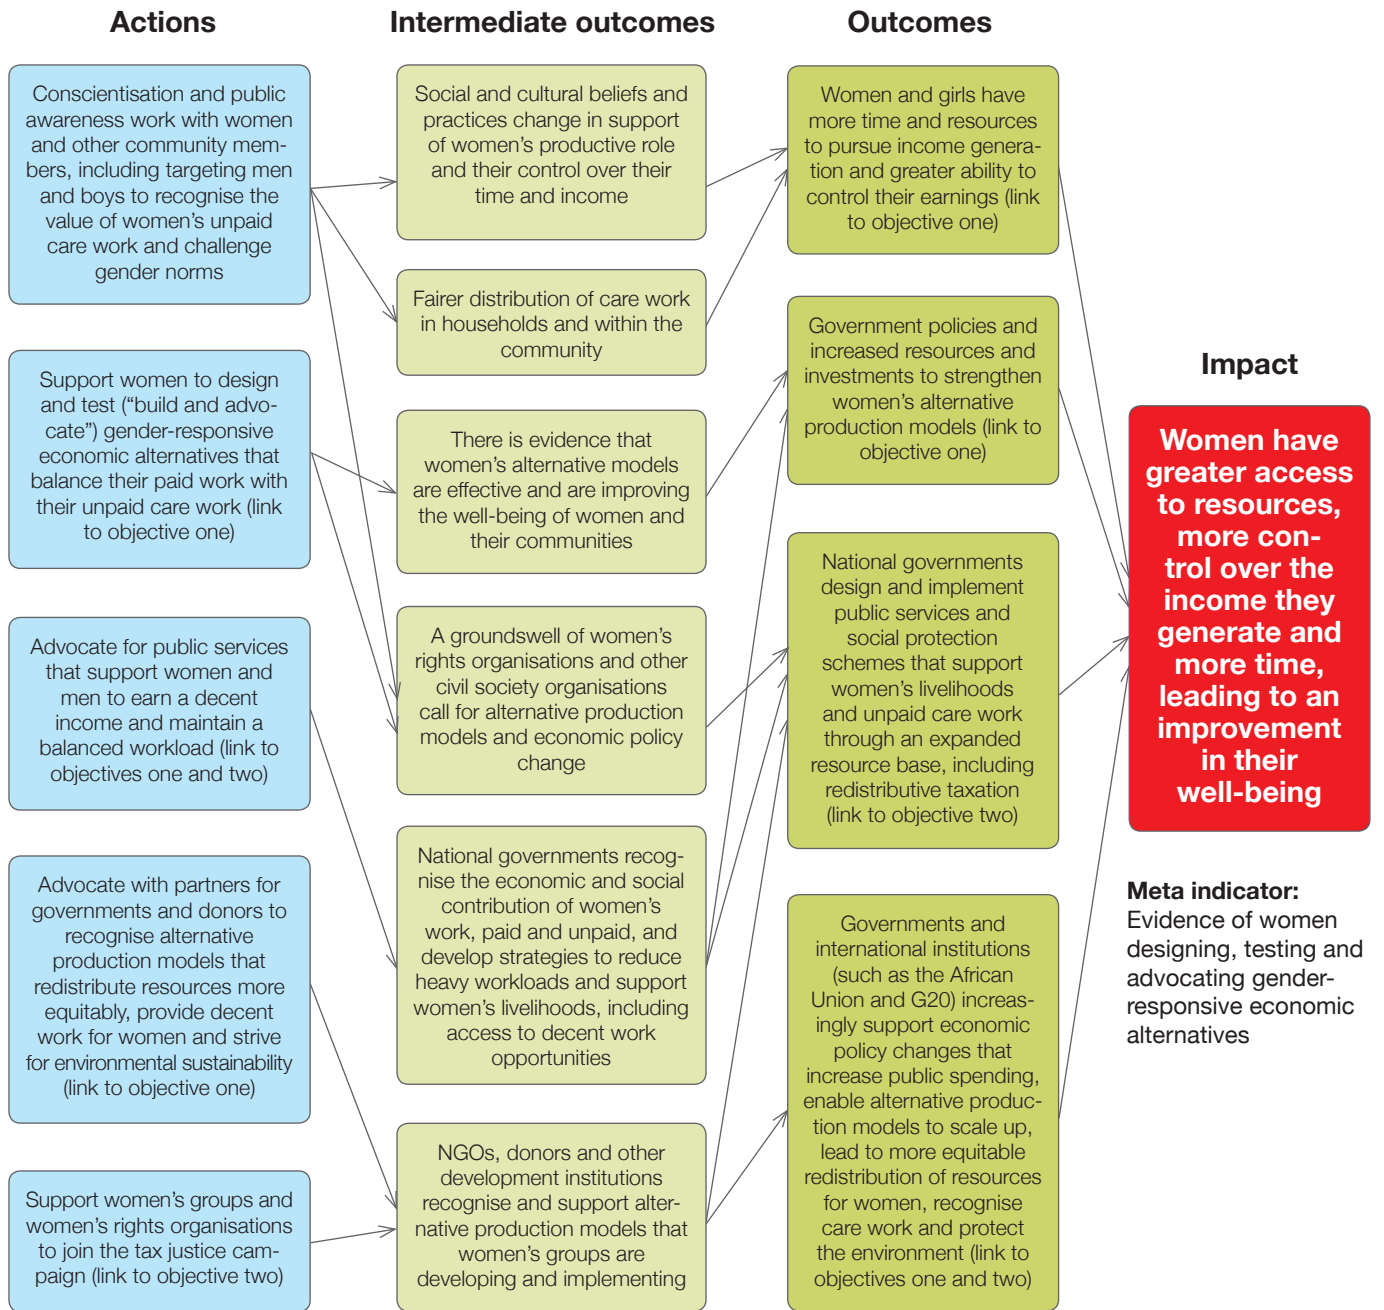 Actions
Conscientisation and public
awareness work with women
and other community mem-
bers, including targeting men
and boys to recognise the
value of women's unpaid
care work and challenge
gender norms
Support women to design
and test (“build and advo-
cate”) gender-responsive
economic alternatives that
balance their paid work with
their unpaid care work (link
to objective one)
Advocate for public services
that support women and
men to earn a decent
income and maintain a
balanced workload (link to
objectives one and two)
Advocate with partners for
governments and donors to
recognise alternative
production models that
redistribute resources more
equitably, provide decent
work for women and strive
for environmental sustainability
(link to objective one)
Support women’s groups and
women’s rights organisations
to join the tax justice cam-
paign (link to objective two)
Intermediate outcomes
Social and cultural beliefs and
practices change in support
of women’s productive role
and their control over their
time and income
Fairer distribution of care work
in households and within the
community
There is evidence that
women’s alternative models
are effective and are improving
the well-being of women and
their communities
A groundswell of women’s
rights organisations and other
civil society organisations
call for alternative production
models and economic policy
change
National governments recog-
nise the economic and social
contribution of women’s
work, paid and unpaid, and
develop strategies to reduce
heavy workloads and support
women’s livelihoods, including
access to decent work
opportunities
NGOs, donors and other
development institutions
recognise and support alter-
native production models that
women’s groups are
developing and implementing
Outcomes
Women and girls have
more time and resources
to pursue income genera-
tion and greater ability to
control their earnings (link
to objective one)
Government policies and
increased resources and
investments to strengthen
women’s alternative
production models (link to
objective one)
National governments
design and implement
public services and
social protection
schemes that support
women’s livelihoods
and unpaid care work
through an expanded
resource base, including
redistributive taxation
(link to objective two)
Governments and
international institutions
(such as the African
Union and G20) increas-
ingly support economic
policy changes that
increase public spending,
enable alternative produc-
tion models to scale up,
lead to more equitable
redistribution of resources
for women, recognise
care work and protect
the environment (link to
objectives one and two)
Impact
Women have
greater access
to resources,
more con-
trol over the
income they
generate and
more time,
leading to an
improvement
in their
well-being
Meta indicator:
Evidence of women
designing, testing and
advocating gender-
responsive economic
alternatives